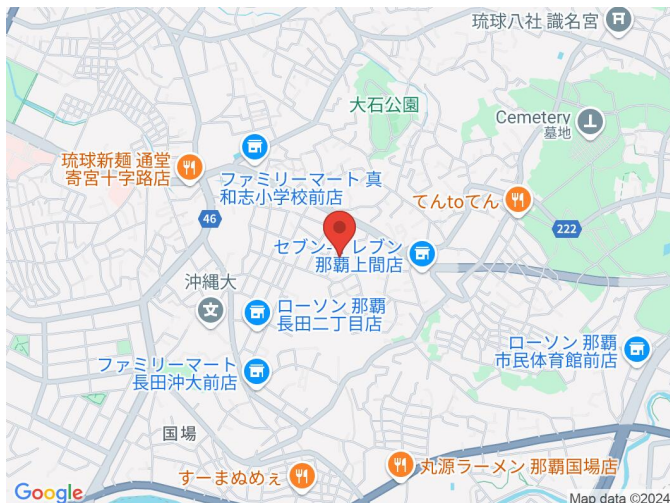 琉球八社 識名宮
大石公園
Cemetery
墓地
琉球新麺 通堂
寄宮十字路店
ファミリーマート 真
和志小学校前店
てんtoてん
46
222
セブン-イレブン
那覇上間店
沖縄大
ローソン 那覇
長田二丁目店
ファミリーマート
長田沖大前店
ローソン 那覇
市民体育館前店
国場
すーまぬめぇ
丸源ラーメン 那覇国場店
Google
Map data ©2024